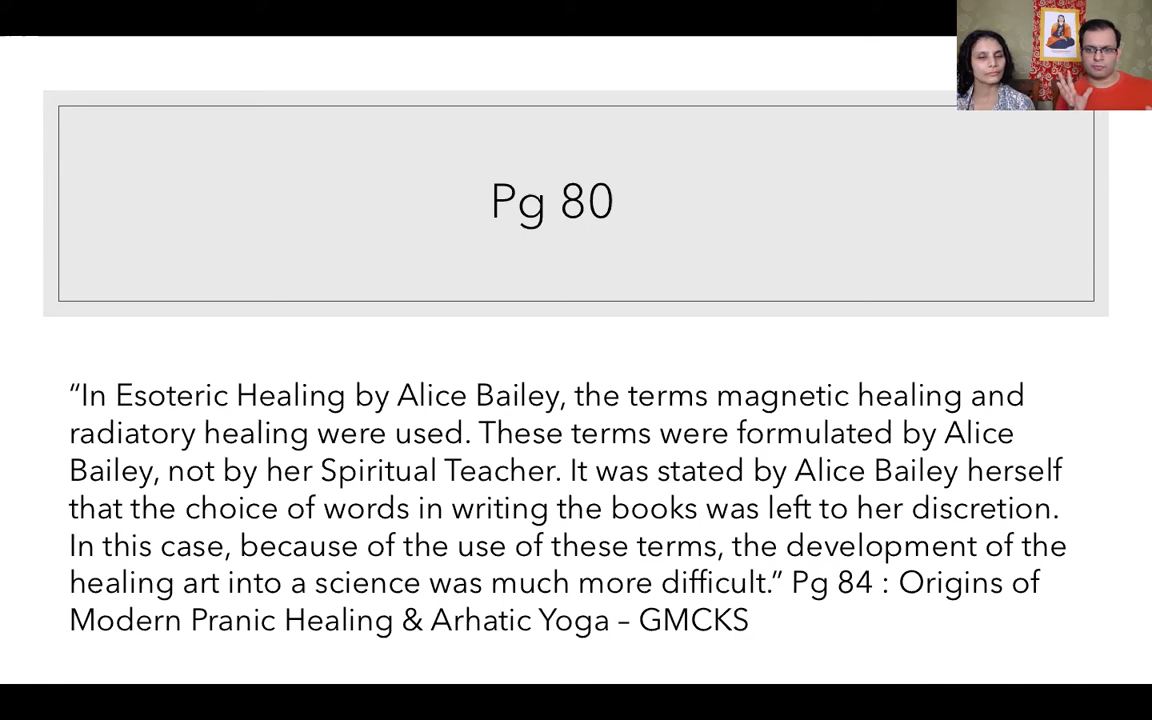 Pg 80
“In Esoteric Healing by Alice Bailey, the terms magnetic healing and
radiatory healing were used. These terms were formulated by Alice
Bailey, not by her Spiritual Teacher. It was stated by Alice Bailey herself
that the choice of words in writing the books was left to her discretion.
In this case, because of the use of these terms, the development of the
healing art into a science was much more difficult.” Pg 84 : Origins of
Modern Pranic Healing & Arhatic Yoga – GMCKS